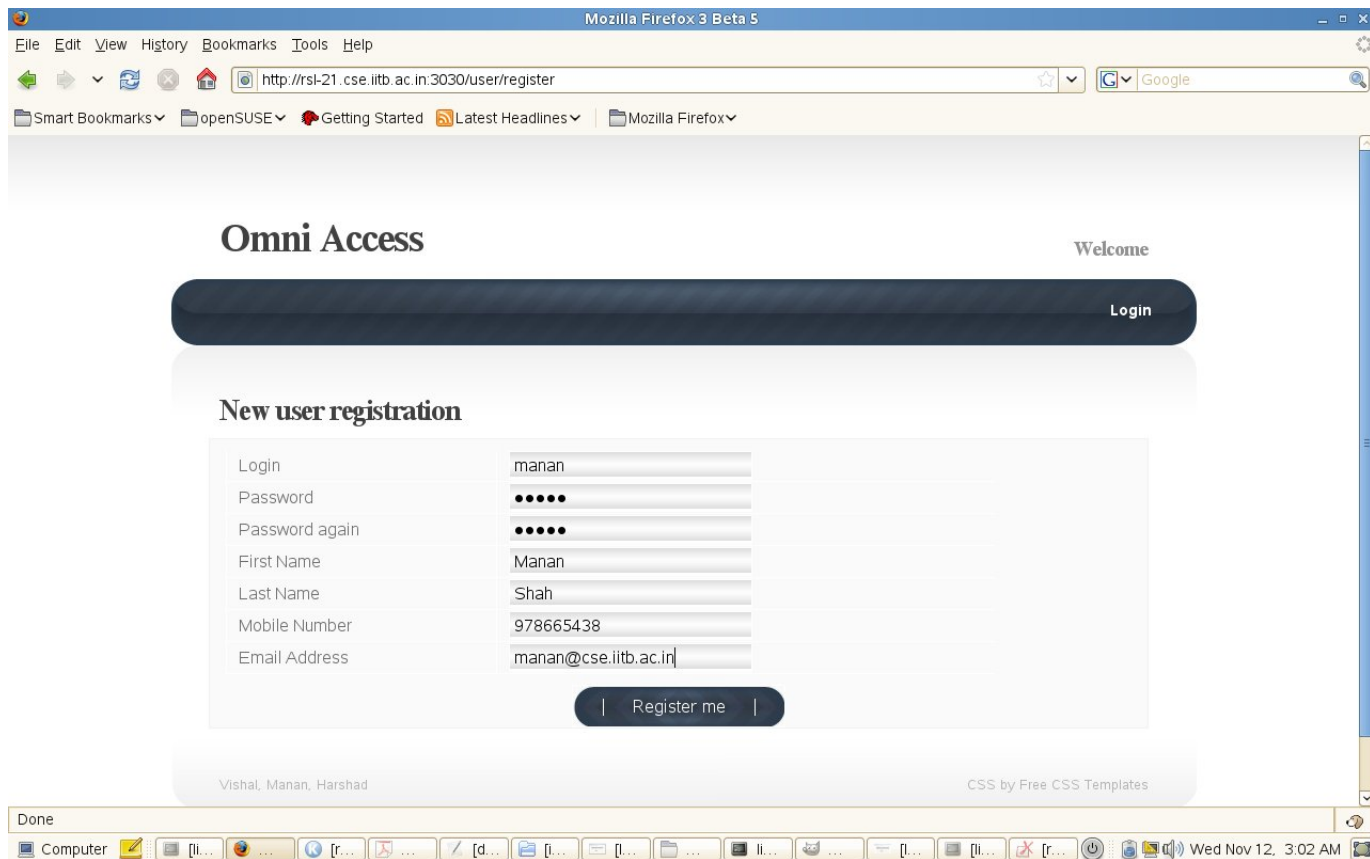 Mozilla Firefox 3 Beta 5
File Edit View History Bookmarks Tools Help
http://rsl-21.cse.iitb.ac.in:3030/user/register
G Google
Smart Bookmarks openSUSE Getting Started Latest Headlines Mozilla Firefox
Omni Access
Welcome
Login
New user registration
Login manan
Password •••••
Password again •••••
First Name Manan
Last Name Shah
Mobile Number 978665438
Email Address manan@cse.iitb.ac.in
| Register me |
Vishal, Manan, Harshad
CSS by Free CSS Templates
Done
Computer [li... ... [r... ... [d... [i... [l... ... li... ... [l... [li... [r... Wed Nov 12, 3:02 AM